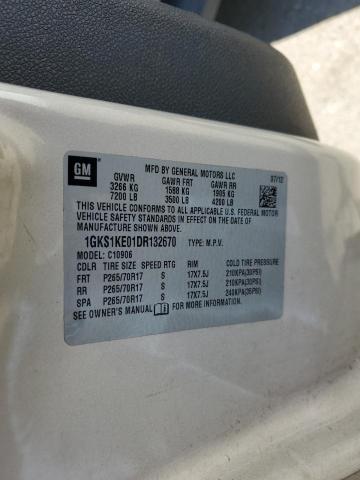 GM
MFD BY GENERAL MOTORS LLC
07/12
GVWR GAWR FRT GAWR RR
3266 KG 1588 KG 1905 KG
7200 LB 3500 LB 4200 LB
THIS VEHICLE CONFORMS TO ALL APPLICABLE U.S. FEDERAL
MOTOR VEHICLE SAFETY STANDARDS IN EFFECT ON THE DATE OF
MANUFACTURE SHOWN ABOVE.
*1GKS1KE01DR132670 TYPE: M.P.V.
MODEL: C10906
CDLR TIRE SIZE SPEED RTG RIM COLD TIRE PRESSURE
FRT P265/70R17 S 17X7.5J 210KPA(30PSI)
RR P265/70R17 S 17X7.5J 210KPA(30PSI)
SPA P265/70R17 S 17X7.5J 240KPA(35PSI)
SEE OWNER'S MANUAL